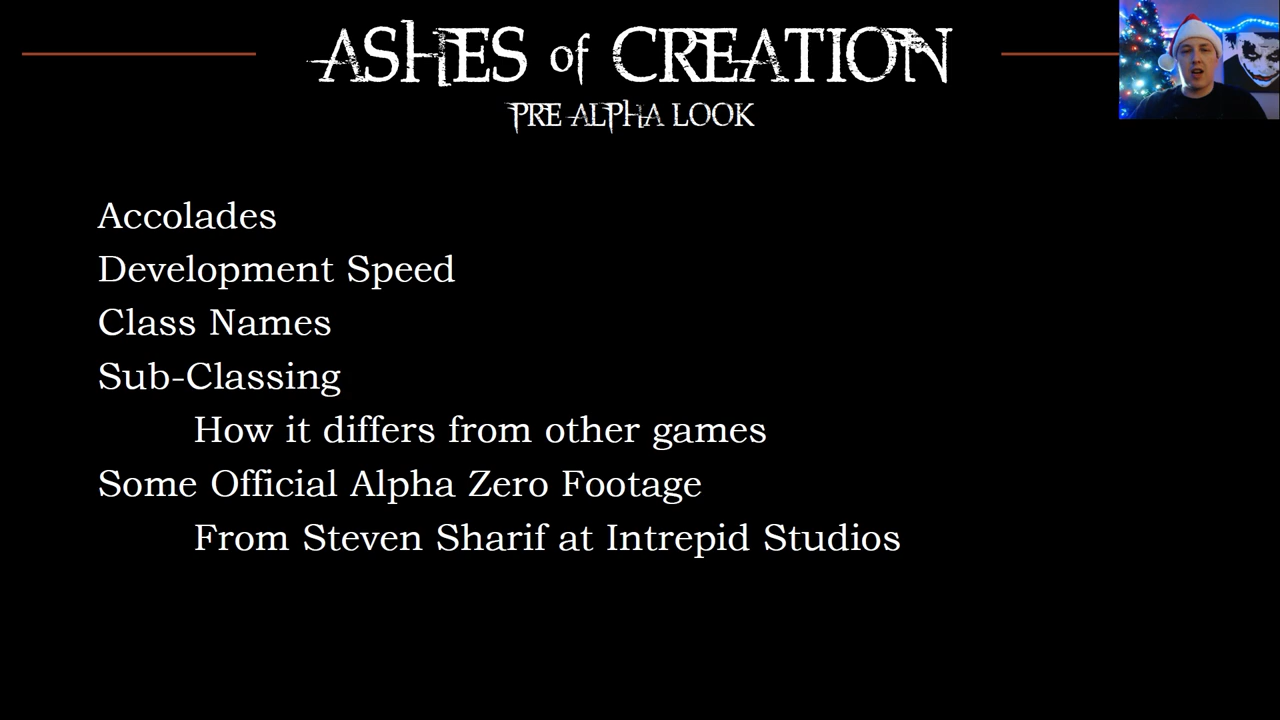 ASHES of CREATION
PRE ALPHA LOOK
Accolades
Development Speed
Class Names
Sub-Classing
How it differs from other games
Some Official Alpha Zero Footage
From Steven Sharif at Intrepid Studios